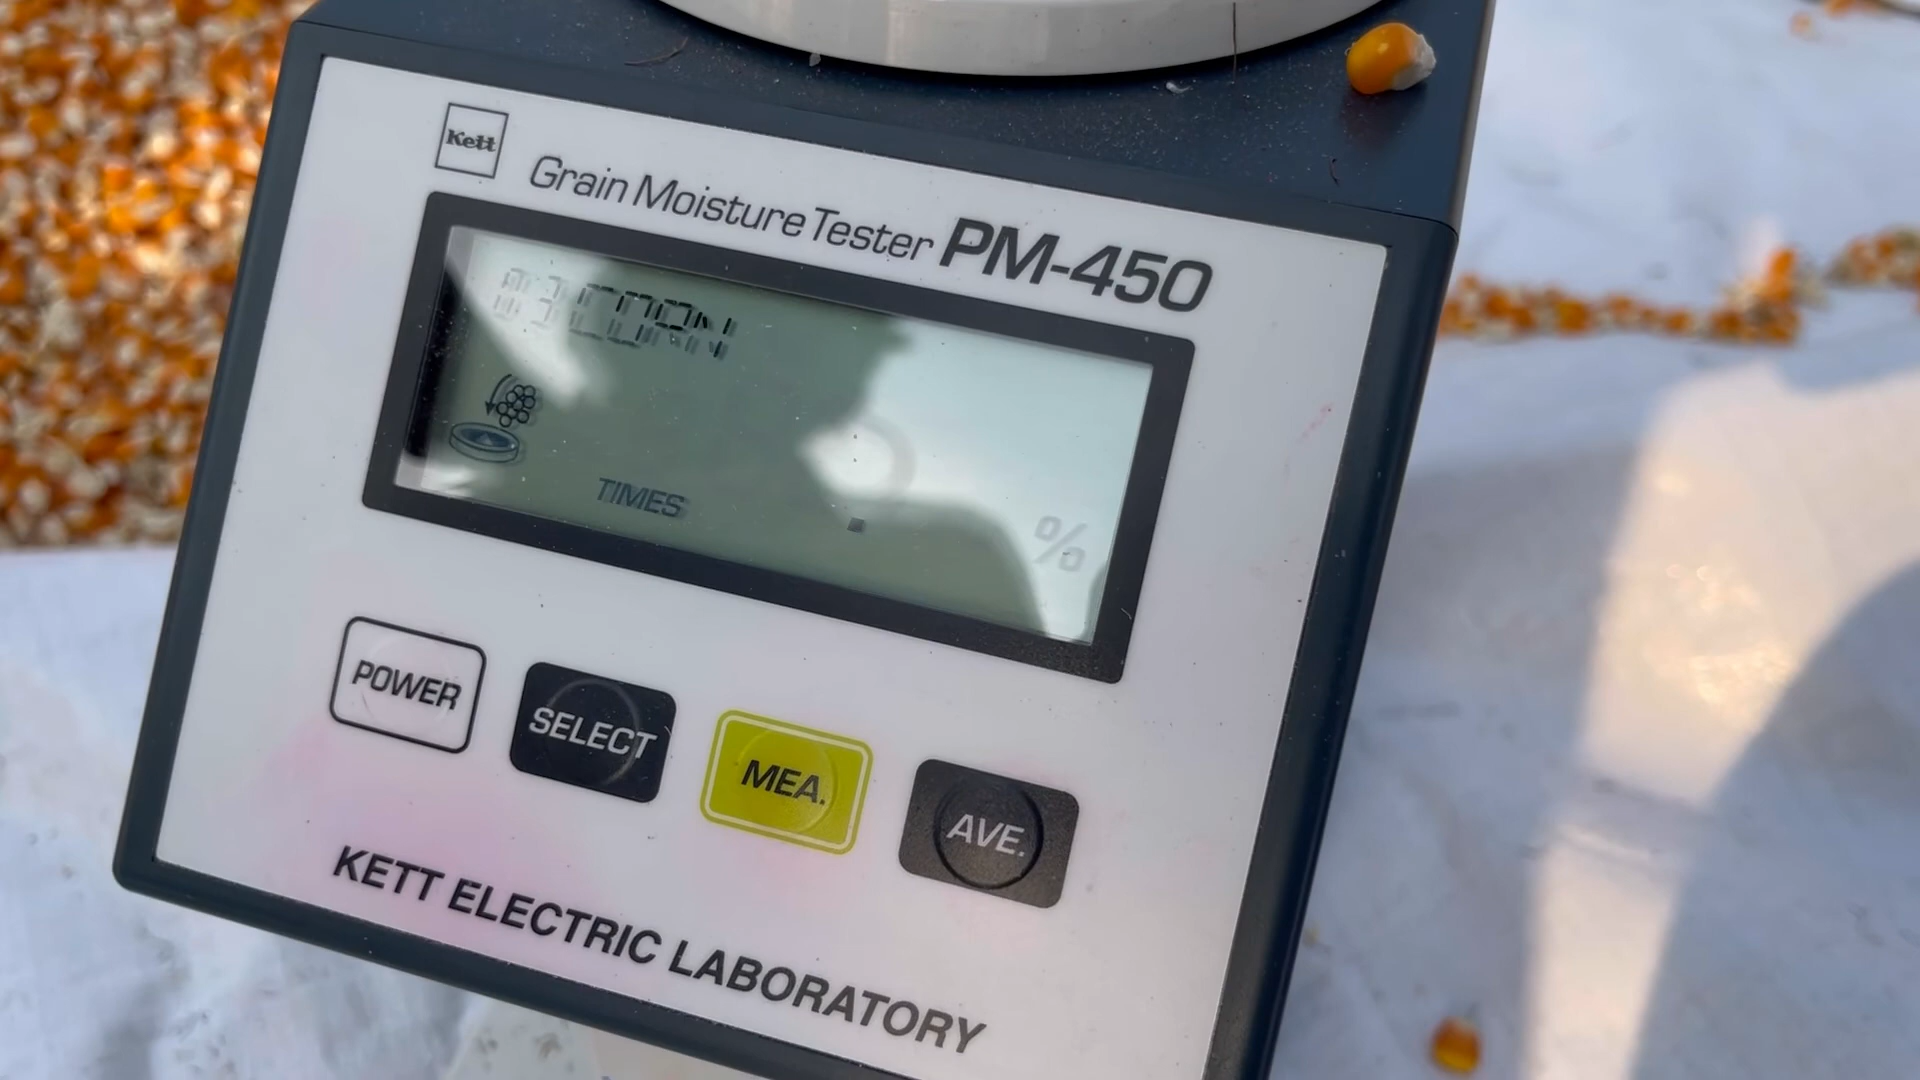 Kett
Grain Moisture Tester PM-450
CORN
TIMES . %
POWER
SELECT
MEA.
AVE.
KETT ELECTRIC LABORATORY